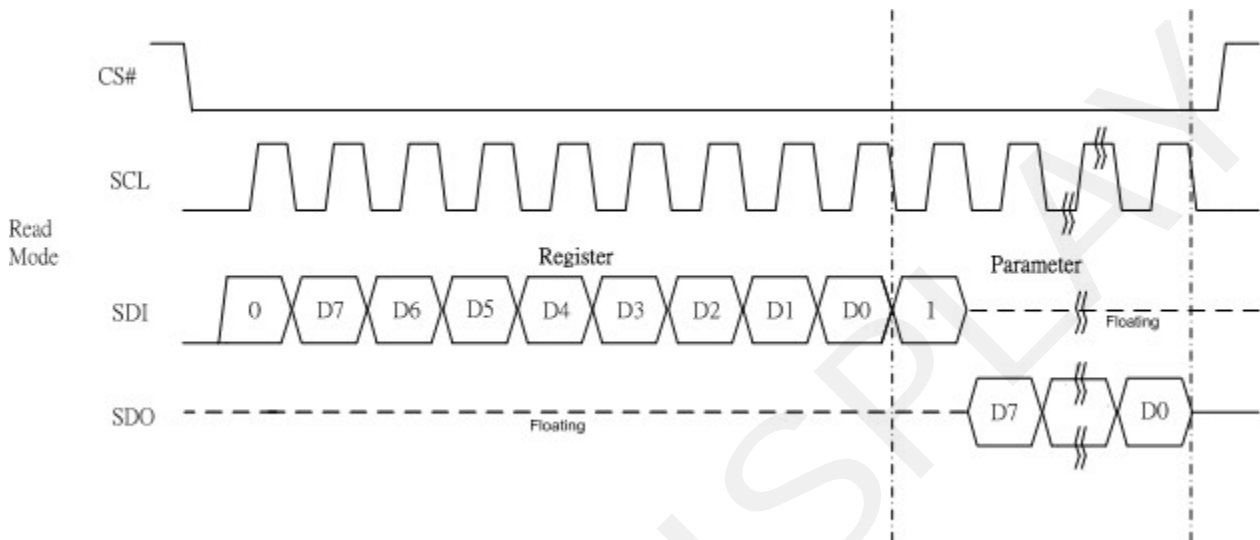 CS#
SCL
Read
Mode
Register
Parameter
SDI
0 D7 D6 D5 D4 D3 D2 D1 D0 1
Floating
SDO
Floating
D7 D0
SPLAY